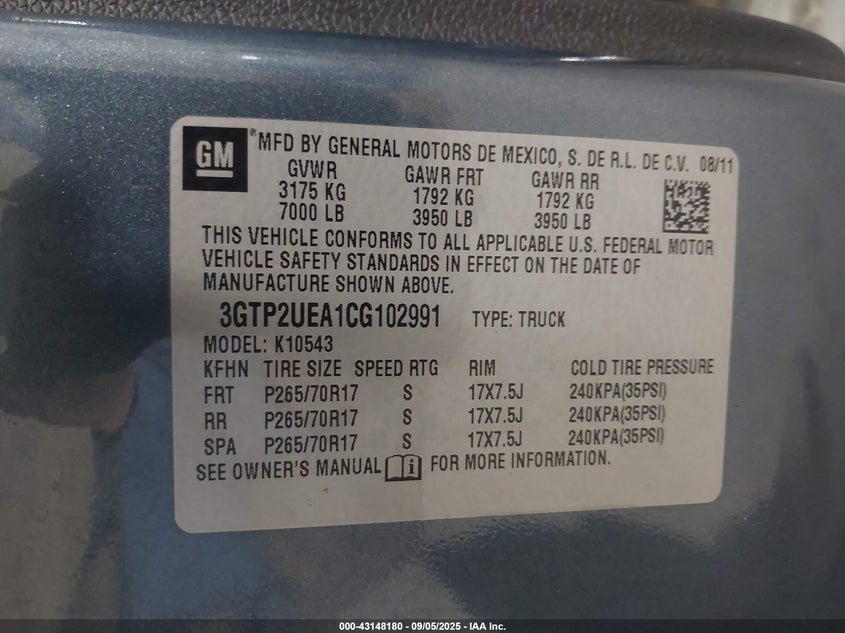 GM ® MFD BY GENERAL MOTORS DE MEXICO, S. DE R.L. DE C.V. 08/11
GVWR GAWR FRT GAWR RR
3175 KG 1792 KG 1792 KG
7000 LB 3950 LB 3950 LB
THIS VEHICLE CONFORMS TO ALL APPLICABLE U.S. FEDERAL MOTOR
VEHICLE SAFETY STANDARDS IN EFFECT ON THE DATE OF
MANUFACTURE SHOWN ABOVE.
3GTP2UEA1CG102991 TYPE: TRUCK
MODEL: K10543
KFHN TIRE SIZE SPEED RTG RIM COLD TIRE PRESSURE
FRT P265/70R17 S 17X7.5J 240KPA(35PSI)
RR P265/70R17 S 17X7.5J 240KPA(35PSI)
SPA P265/70R17 S 17X7.5J 240KPA(35PSI)
SEE OWNER'S MANUAL i FOR MORE INFORMATION.
000-43148180 - 09/05/2025 - IAA Inc.